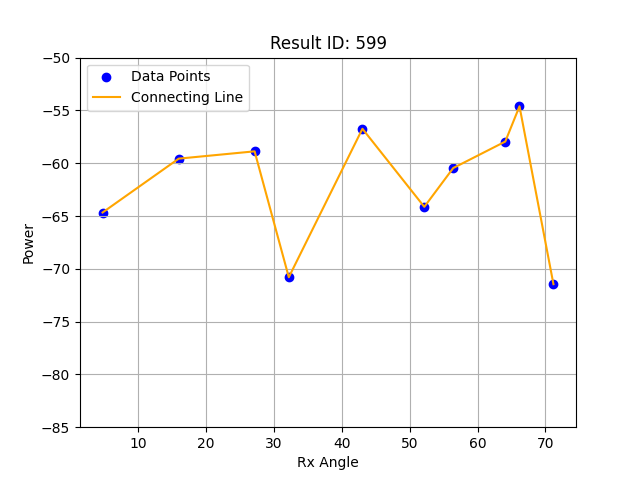 Result ID: 599
Data Points
Connecting Line
Power
−50
−55
−60
−65
−70
−75
−80
−85
10 20 30 40 50 60 70
Rx Angle